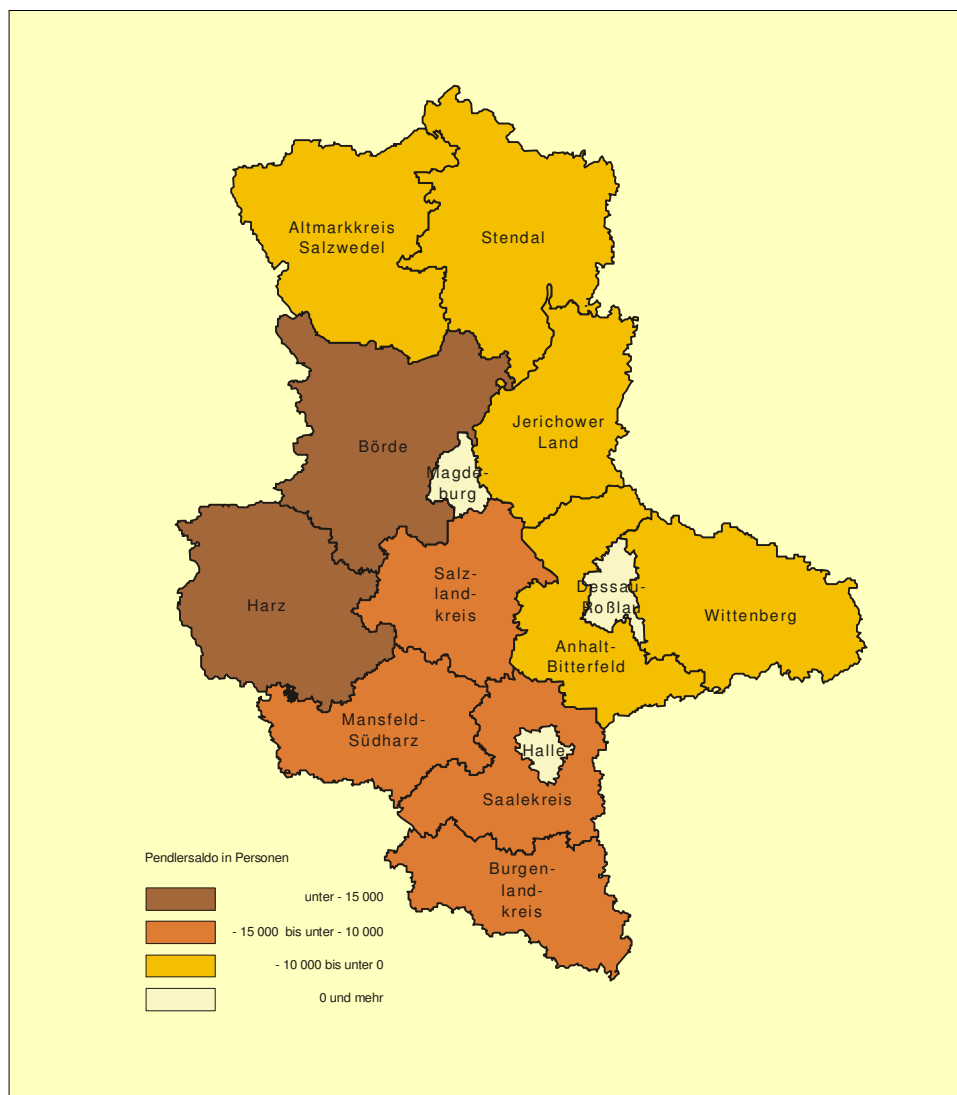 Altmarkkreis
Salzwedel
Stendal
Jerichower
Land
Börde
Magde-
burg
Salz-
land-
kreis
Harz
Dessau-
Roßlau
Wittenberg
Anhalt-
Bitterfeld
Mansfeld-
Südharz
Halle
Saalekreis
Burgen-
land-
kreis
Pendlersaldo in Personen
unter - 15 000
- 15 000 bis unter - 10 000
- 10 000 bis unter 0
0 und mehr